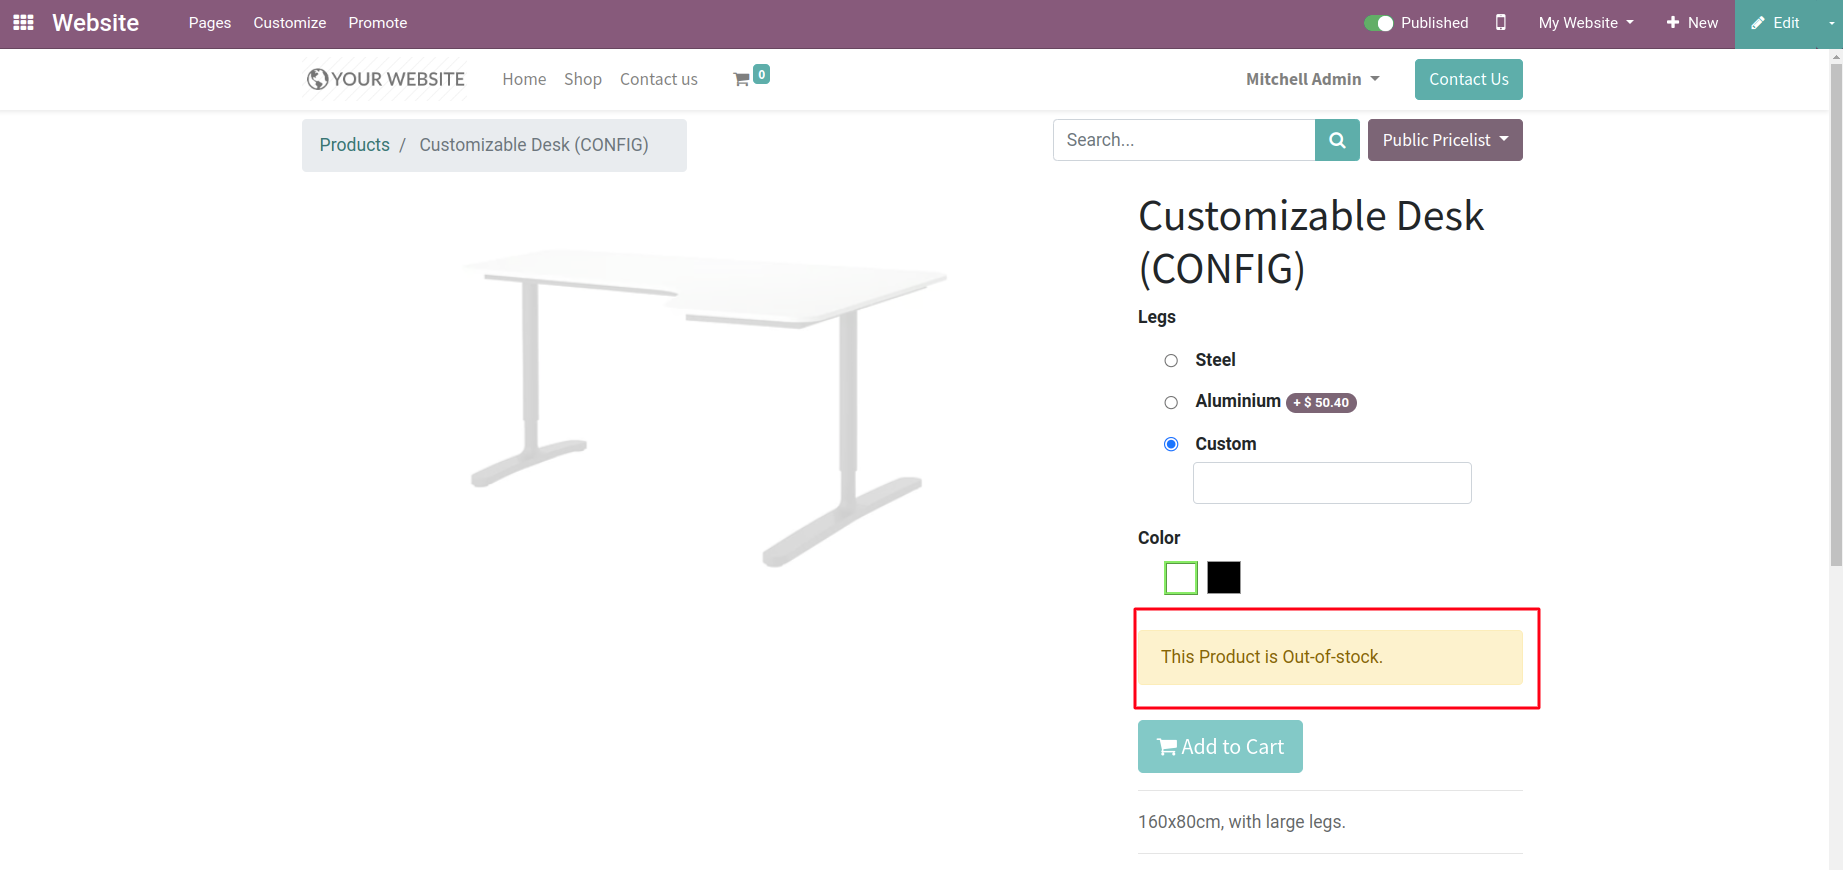 Website Pages Customize Promote Published My Website New Edit
YOUR WEBSITE Home Shop Contact us 0 Mitchell Admin Contact Us
Products / Customizable Desk (CONFIG) Search... Public Pricelist
Customizable Desk
(CONFIG)
Legs
Steel
Aluminium + $ 50.40
Custom
Color
This Product is Out-of-stock.
Add to Cart
160x80cm, with large legs.